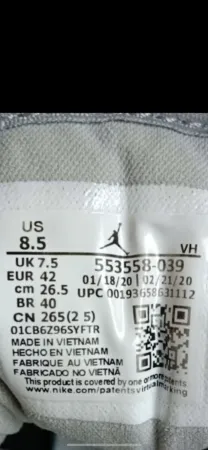 US
8.5
VH
UK 7.5
553558-039
EUR 42
01/18/20 02/21/20
cm 26.5
UPC 00193658631112
BR 40
CN 265(2 5)
01CB6Z96SYFTR
MADE IN VIETNAM
HECHO EN VIETNAM
FABRIQUE AU VIETNAM
FABRICADO NO VIETNÃ
This product is covered by one or more patents
www.nike.com/patentsvirtualmarking